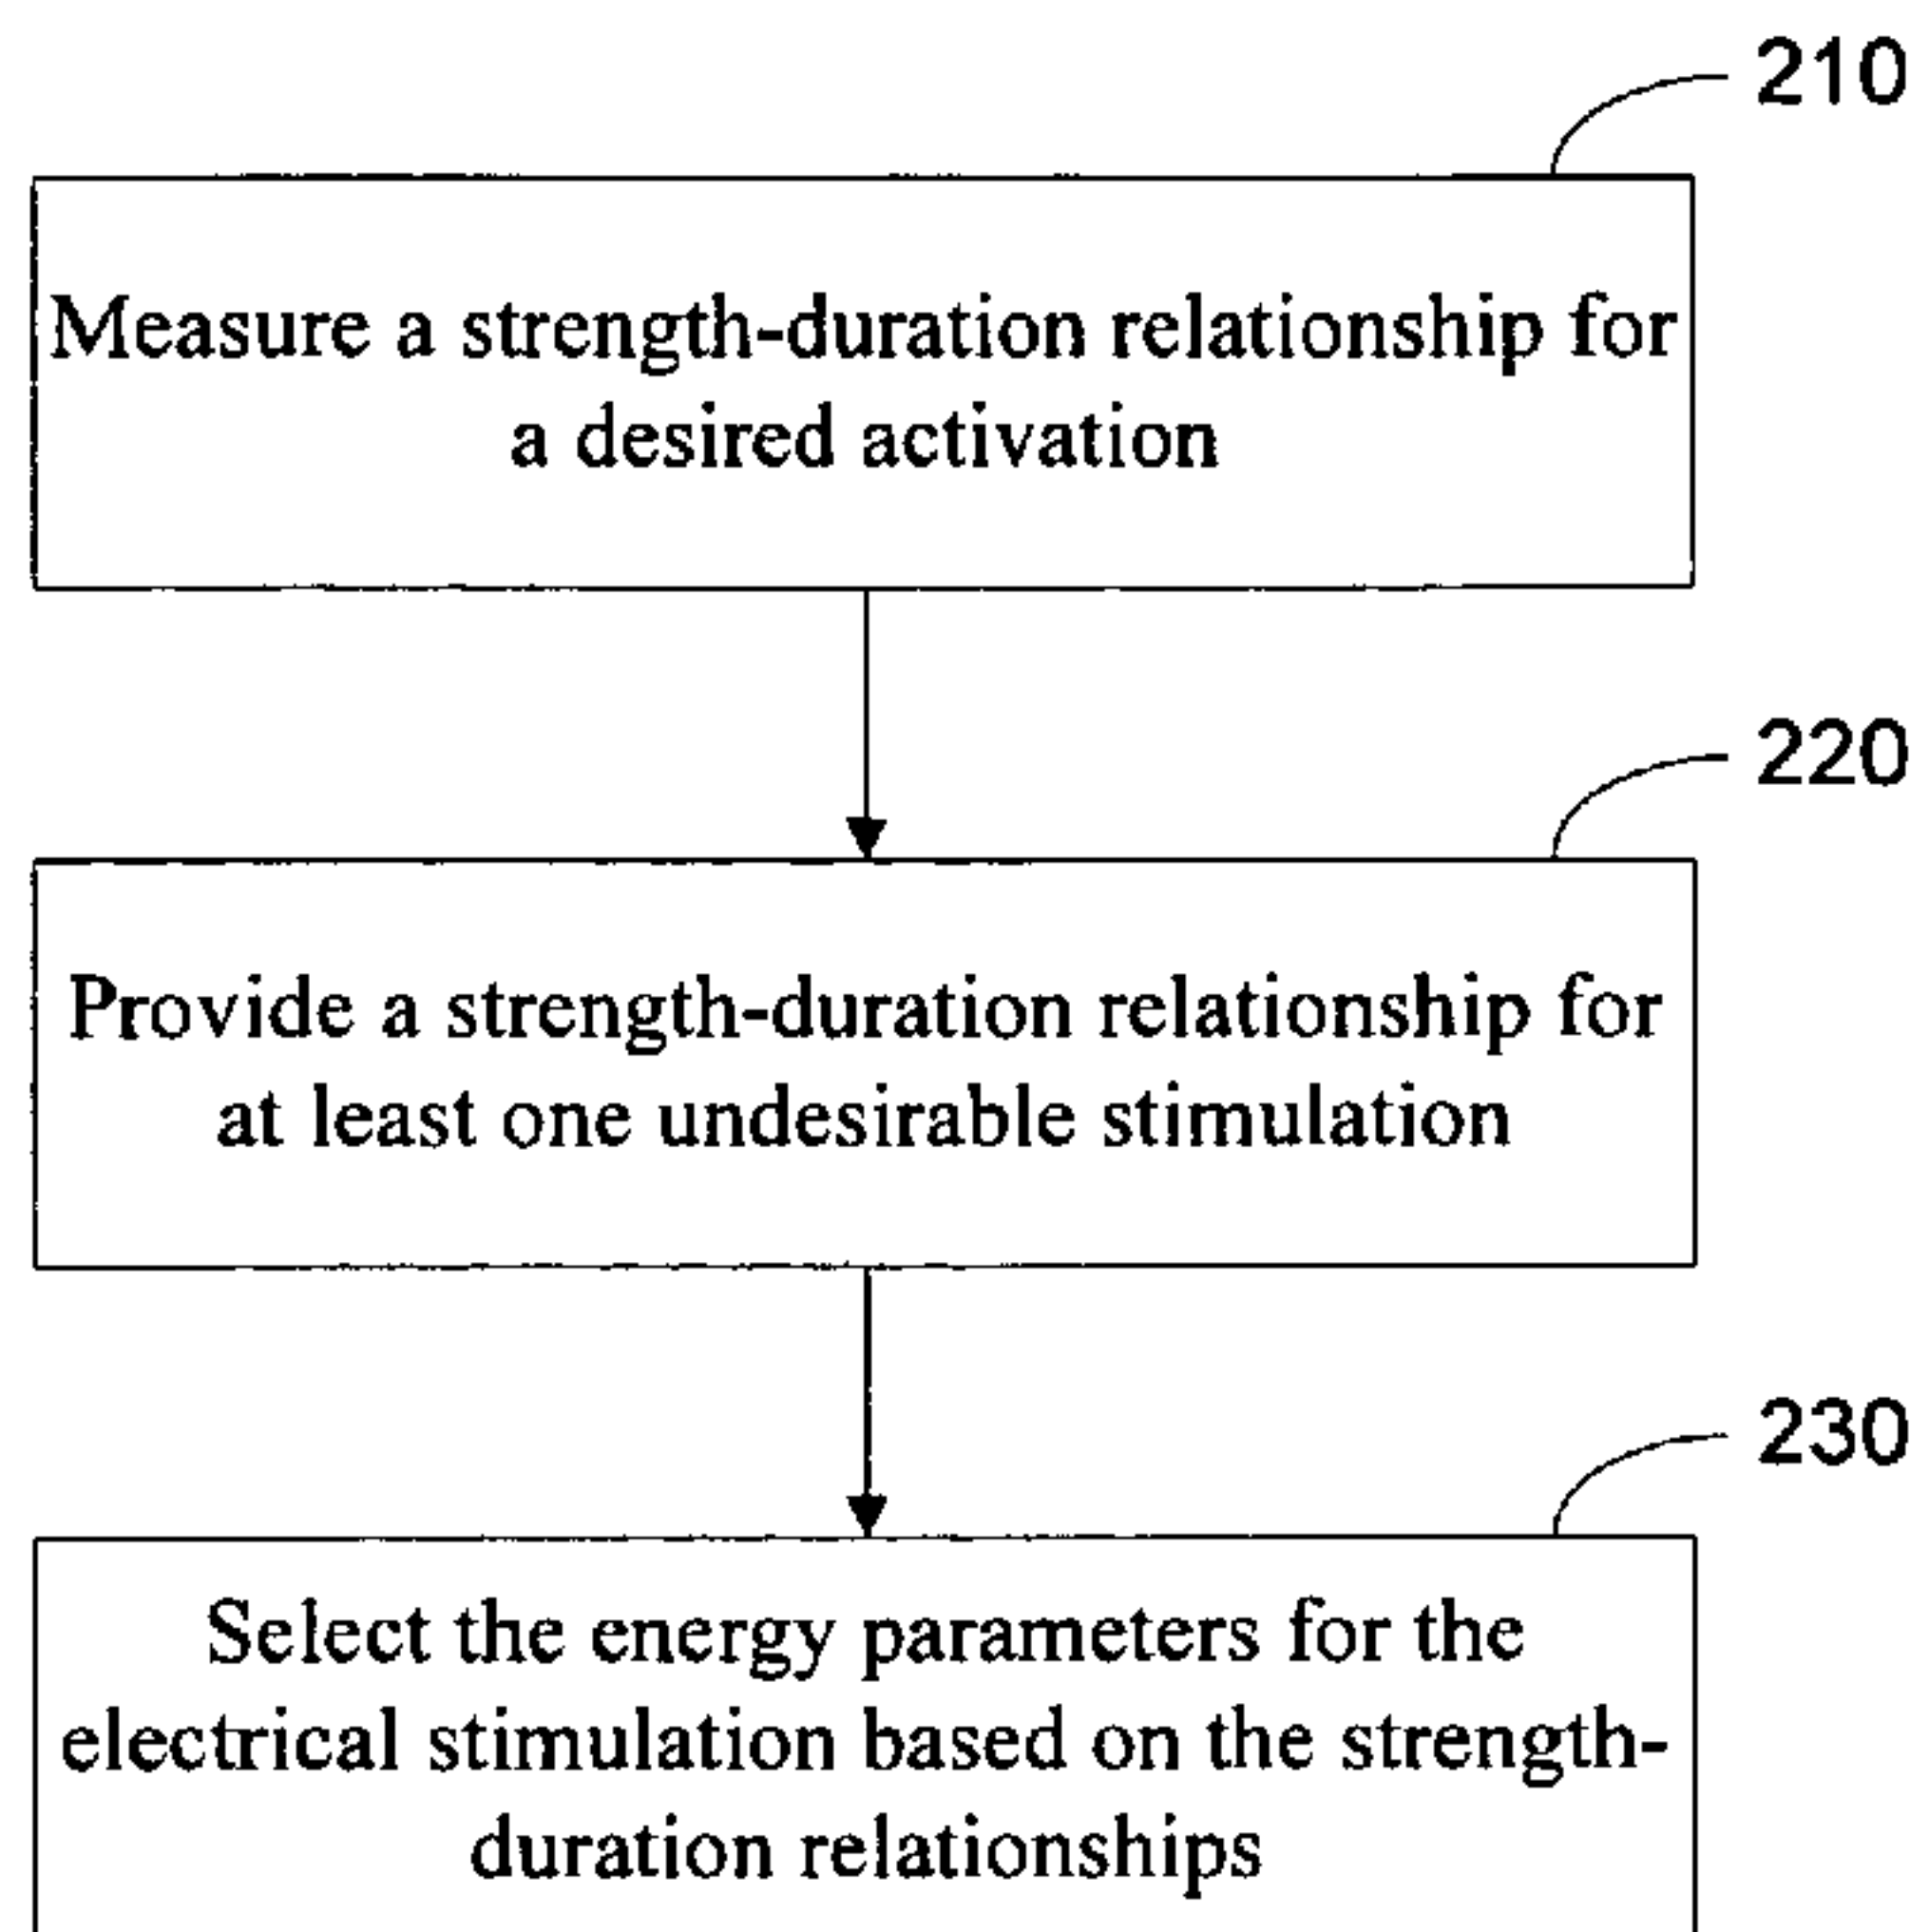 210
Measure a strength-duration relationship for
a desired activation
220
Provide a strength-duration relationship for
at least one undesirable stimulation
230
Select the energy parameters for the
electrical stimulation based on the strength-
duration relationships